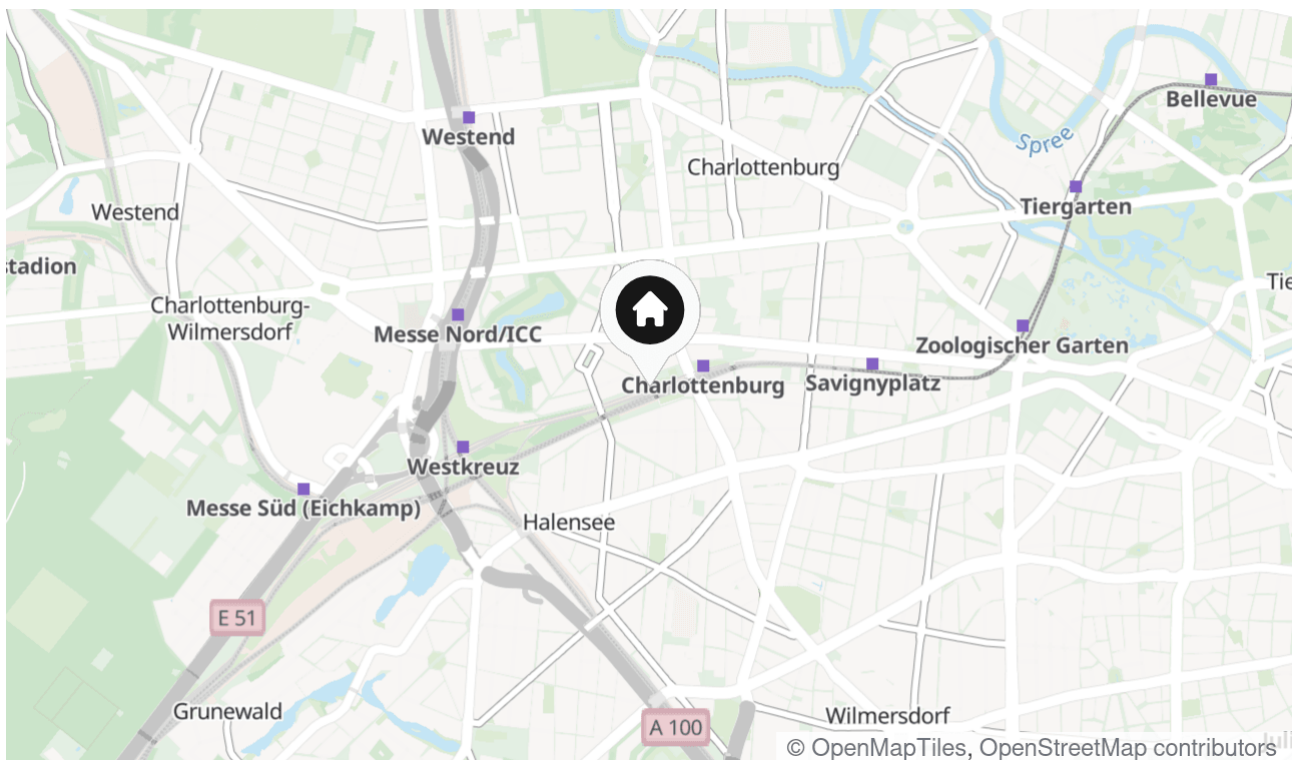 Bellevue
Westend
Spree
Charlottenburg
Tiergarten
Westend
stadion
Tie
Charlottenburg-
Wilmersdorf
Messe Nord/ICC
Zoologischer Garten
Charlottenburg
Savignyplatz
Westkreuz
Messe Süd (Eichkamp)
Halensee
E 51
Grunewald
A 100
Wilmersdorf
© OpenMapTiles, OpenStreetMap contributors